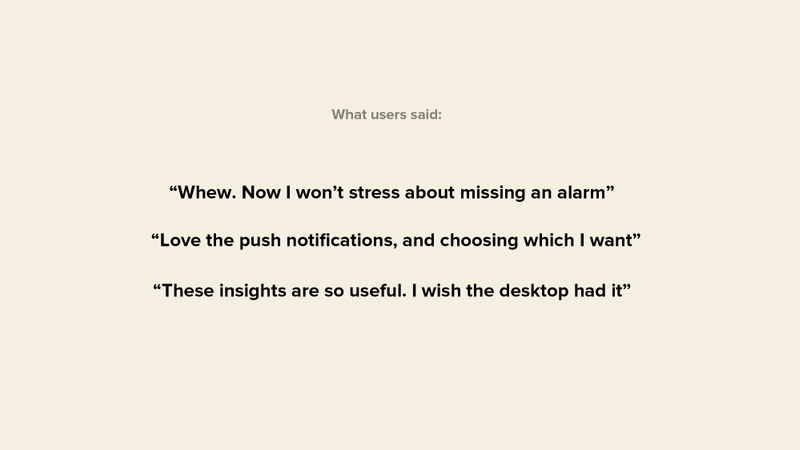 What users said:
“Whew. Now I won’t stress about missing an alarm”
“Love the push notifications, and choosing which I want”
“These insights are so useful. I wish the desktop had it”